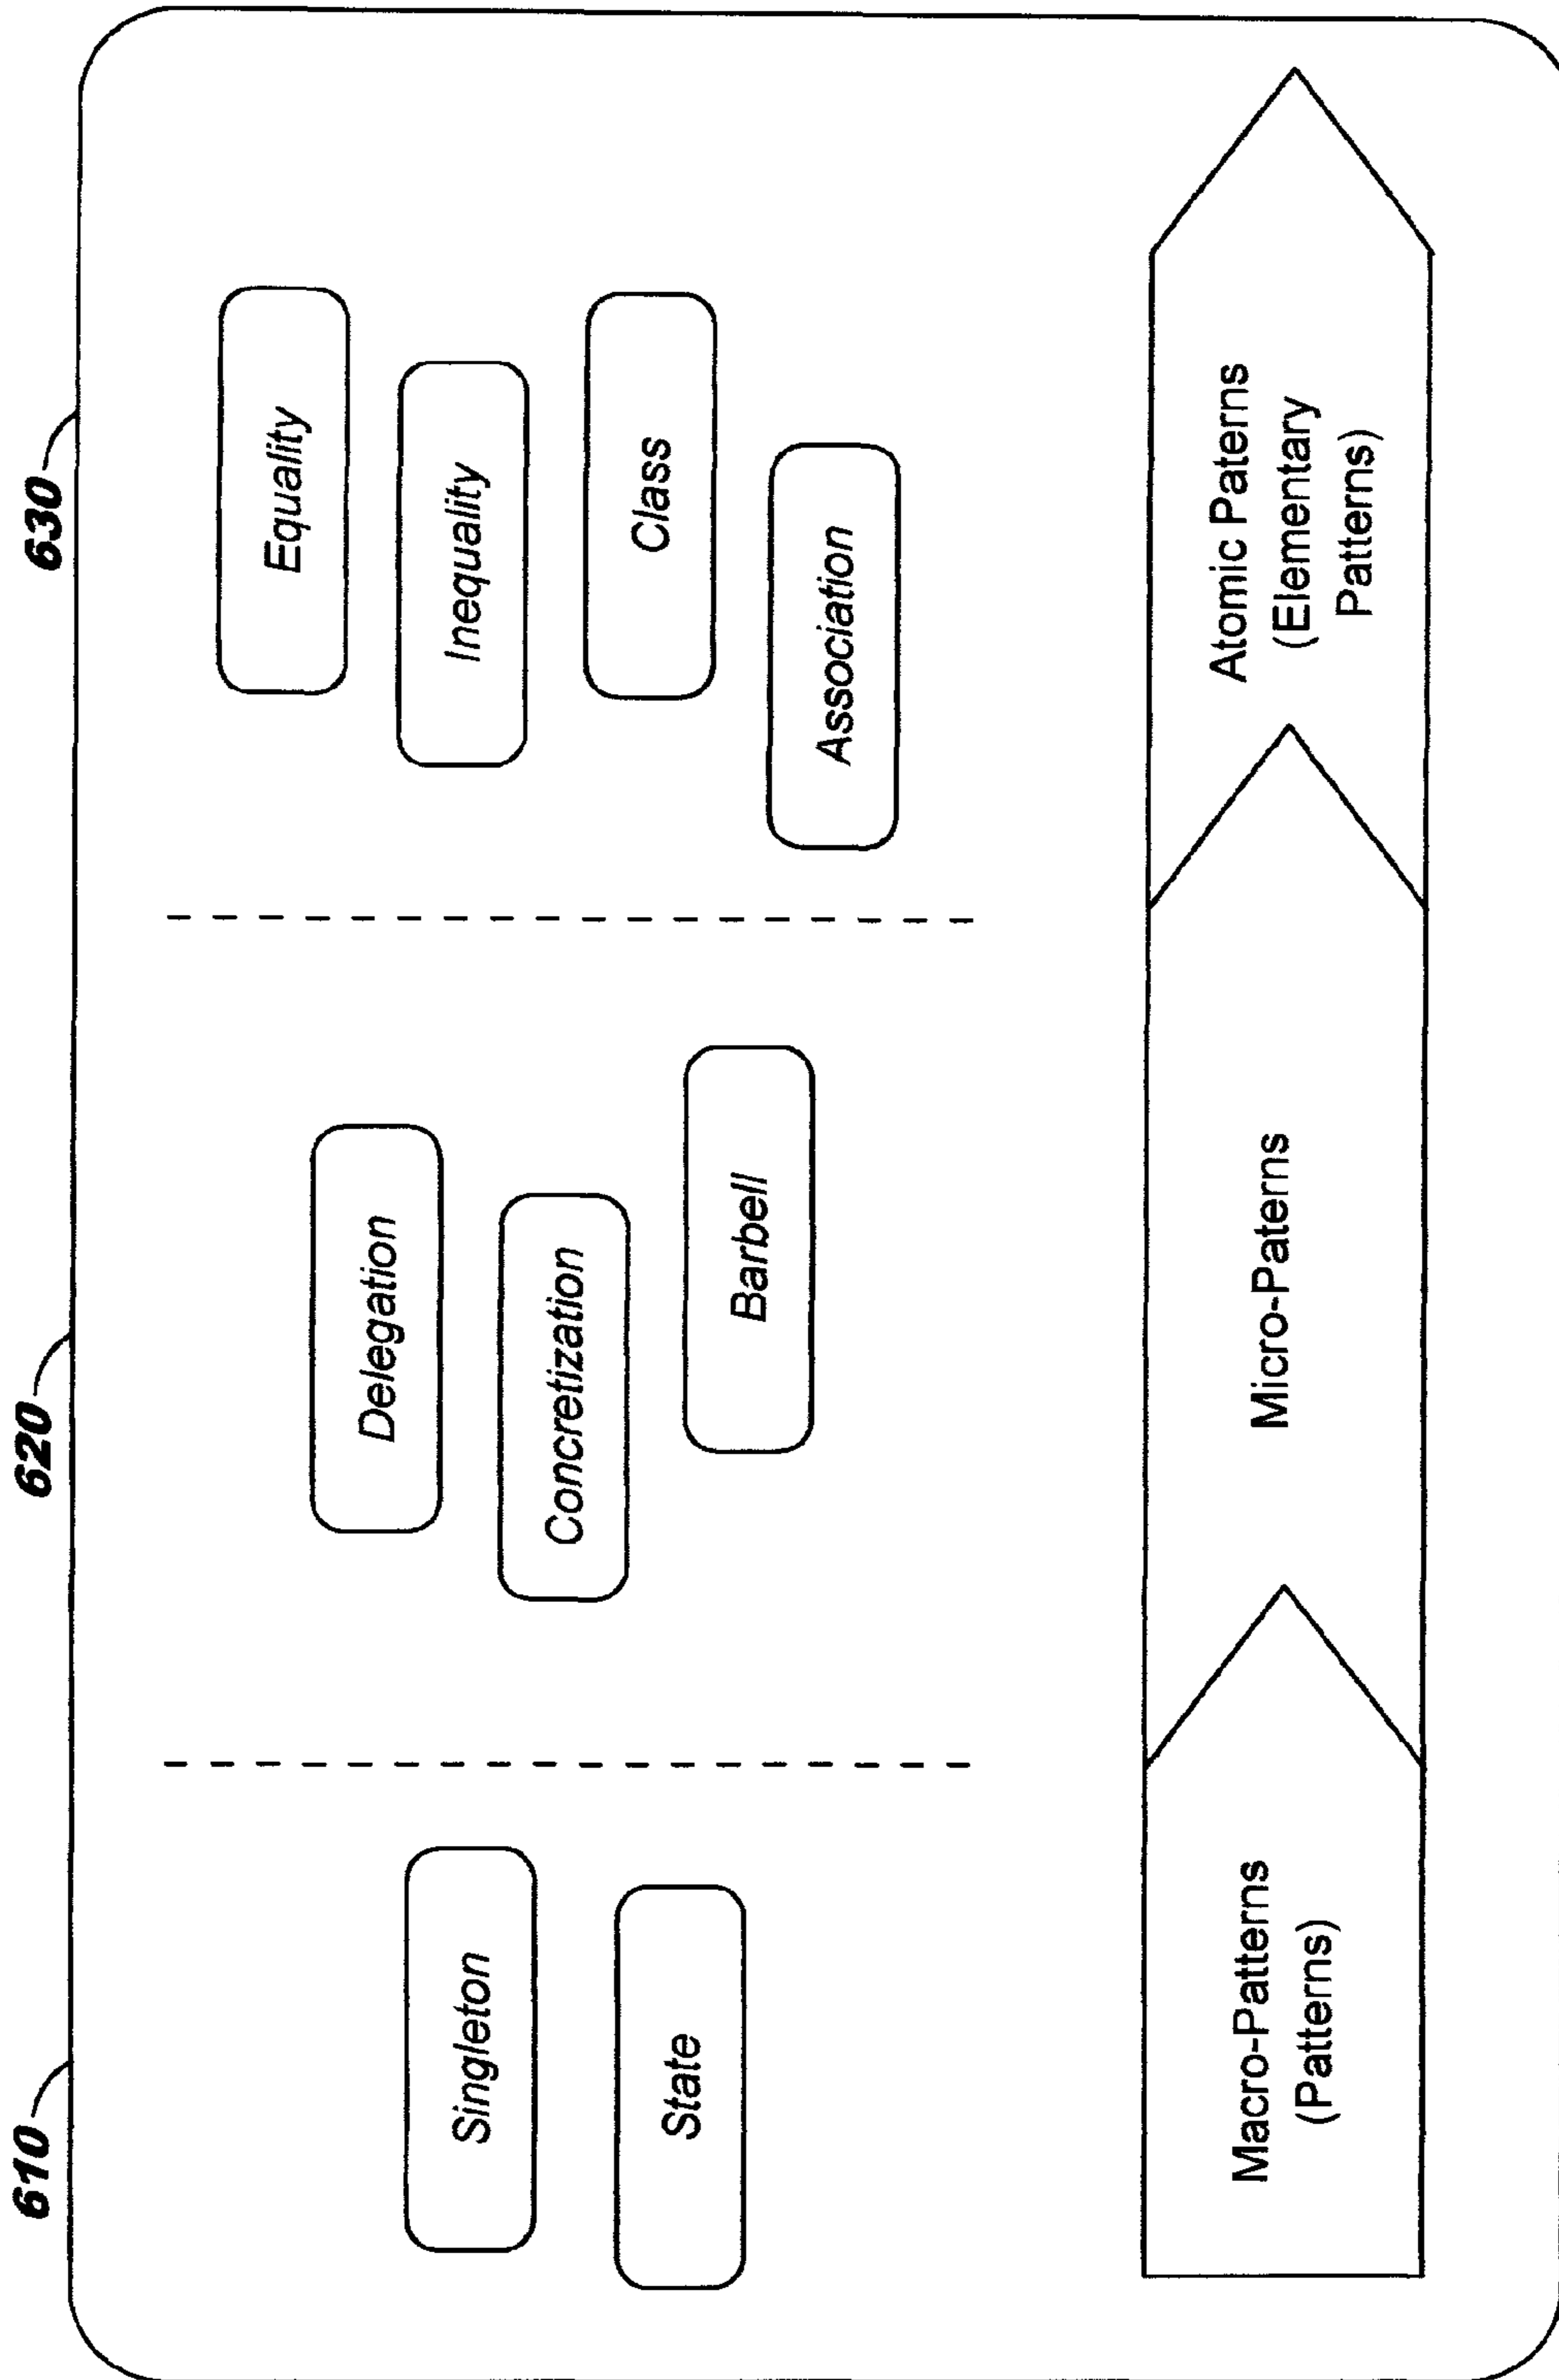 610
620
630
Singleton
State
Delegation
Concretization
Barbell
Equality
Inequality
Class
Association
Macro-Patterns
(Patterns)
Micro-Paterns
Atomic Paterns
(Elementary
Patterns)